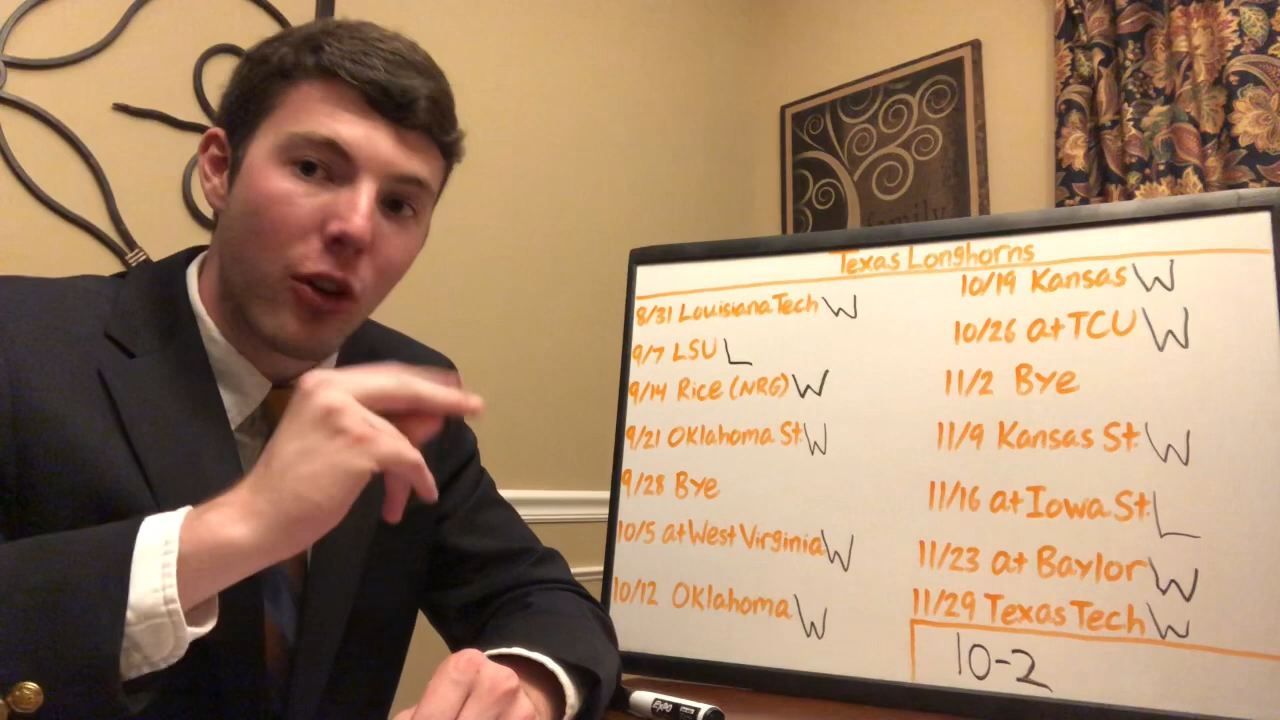 family
Texas Longhorns
8/31 Louisiana Tech W
9/7 LSU L
9/14 Rice (NRG) W
9/21 Oklahoma St. W
9/28 Bye
10/5 at West Virginia W
10/12 Oklahoma W
10/19 Kansas W
10/26 at TCU W
11/2 Bye
11/9 Kansas St. W
11/16 at Iowa St. L
11/23 at Baylor W
11/29 Texas Tech W
10-2
EXPO